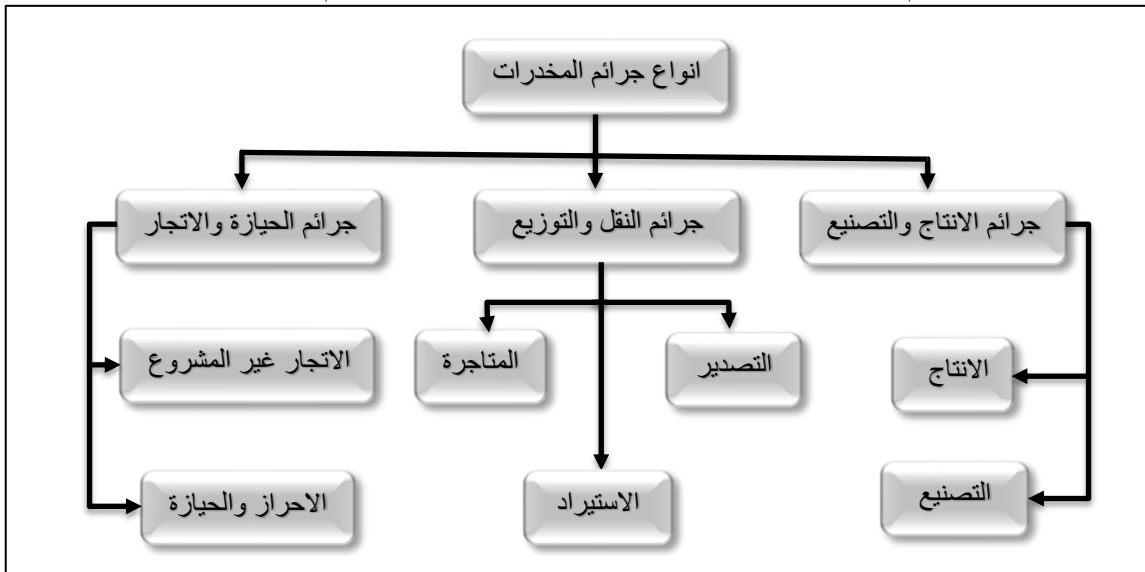 انواع جرائم المخدرات
جرائم الانتاج والتصنيع
جرائم النقل والتوزيع
جرائم الحيازة والاتجار
التصدير
المتاجرة
الاتجار غير المشروع
الانتاج
التصنيع
الاستيراد
الاحراز والحيازة